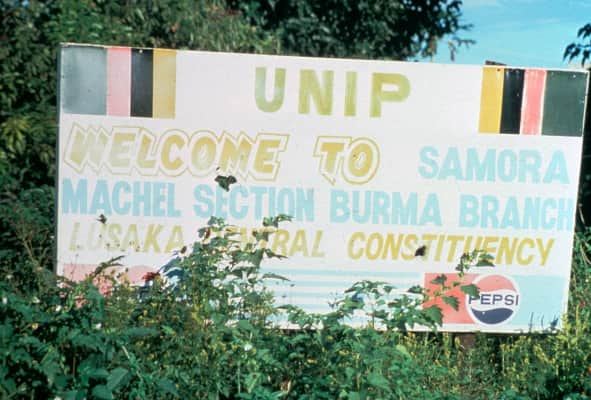 UNIP
WELCOME TO SAMORA
MACHEL SECTION BURMA BRANCH
LUSAKA CENTRAL CONSTITUENCY
PEPSI